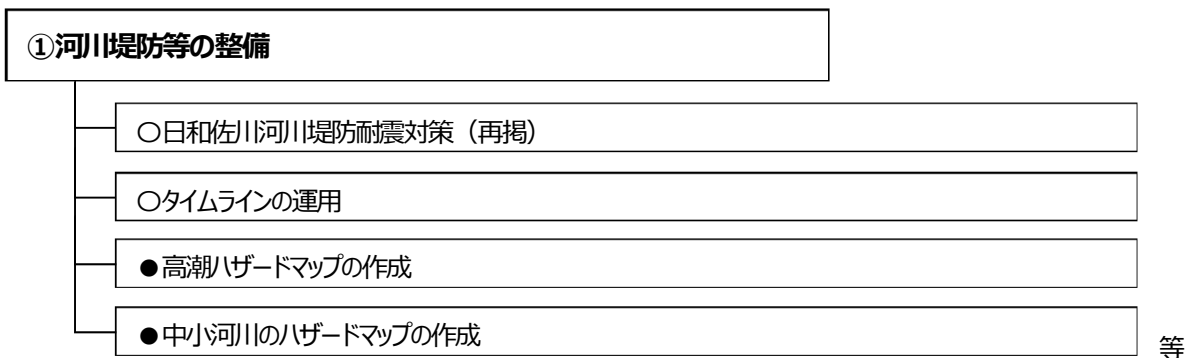 ①河川堤防等の整備
〇日和佐川河川堤防耐震対策（再掲）
〇タイムラインの運用
●高潮ハザードマップの作成
●中小河川のハザードマップの作成
等